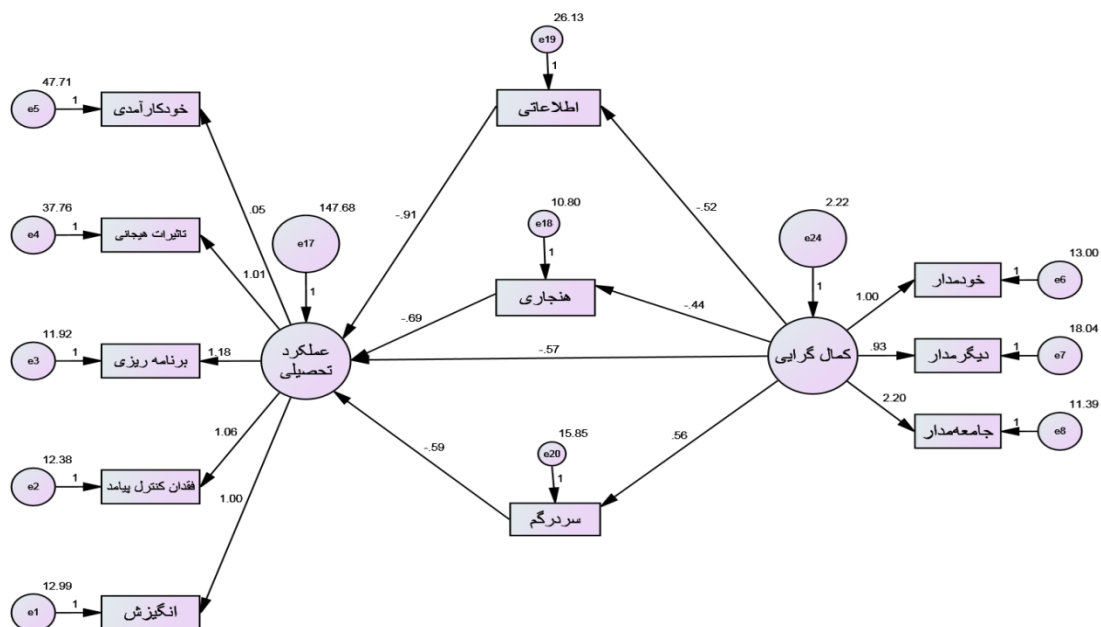 26.13
e19
1
اطلاعاتی
47.71
e5
1
خودکارآمدی
37.76
e4
1
تاثیرات هیجانی
11.92
e3
1
برنامه ریزی
12.38
e2
1
فقدان کنترل پیامد
12.99
e1
1
انگیزش
.05
1.01
1.18
1.06
1.00
147.68
e17
1
عملکرد
تحصیلی
-.91
-.69
-.57
-.59
10.80
e18
1
هنجاری
15.85
e20
1
سردرگم
-.52
-.44
.56
2.22
e24
1
کمال گرایی
1.00
.93
2.20
خودمدار
1
13.00
e6
دیگرمدار
1
18.04
e7
جامعه‌مدار
1
11.39
e8